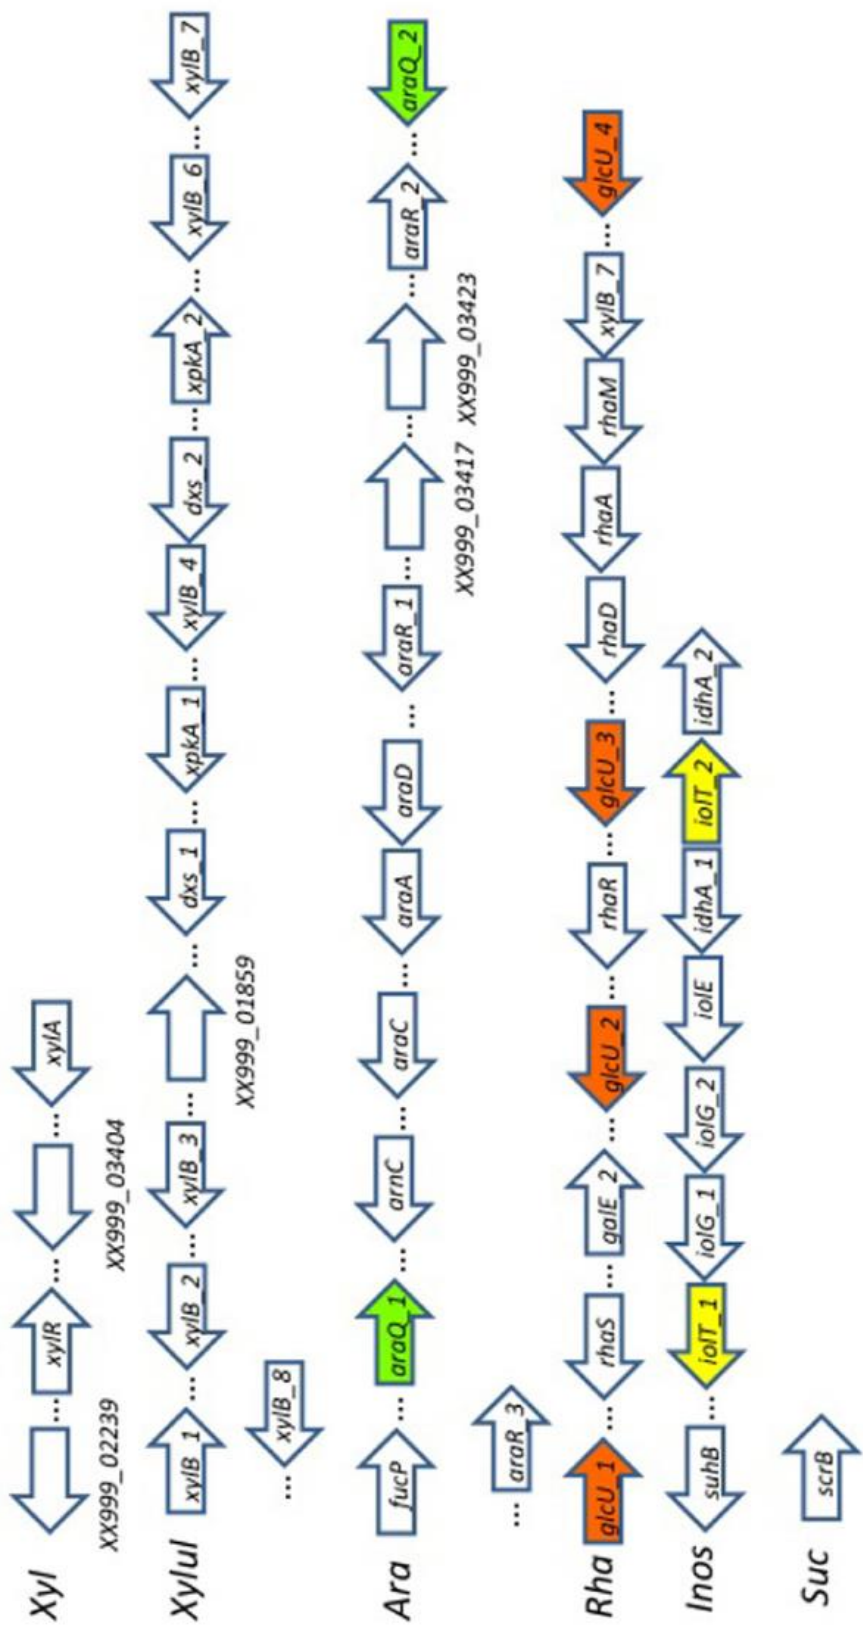 Xyl
... xylR ... ... xylA
XX999_02239 XX999_03404
Xylul
xylB_1 ... xylB_2 ... xylB_3 ... ... dxs_1 ... xpkA_1 ... xylB_4 dxs_2 ... xpkA_2 ... xylB_6 ... xylB_7
XX999_01859
... xylB_8
Ara
fucP ... araQ_1 ... arnC ... araC ... araA araD ... araR_1 ... ... ... araR_2 ... araQ_2
XX999_03417 XX999_03423
... araR_3
Rha
glcU_1 ... rhaS ... galE_2 ... glcU_2 ... rhaR ... glcU_3 ... rhaD rhaA rhaM xylB_7 ... glcU_4
Inos
suhB ... iolT_1 iolG_1 iolG_2 iolE idhA_1 iolT_2 idhA_2
Suc
scrB